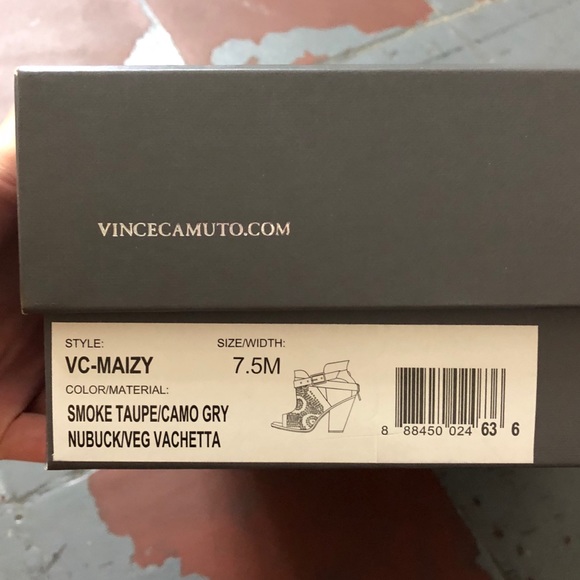 VINCECAMUTO.COM
STYLE: SIZE/WIDTH:
VC-MAIZY 7.5M
COLOR/MATERIAL:
SMOKE TAUPE/CAMO GRY
NUBUCK/VEG VACHETTA
8 88450 024 63 6